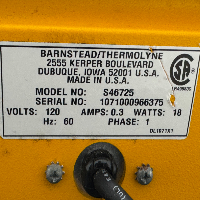 BARNSTEAD/THERMOLYNE
2555 KERPER BOULEVARD
DUBUQUE, IOWA 52001 U.S.A.
MADE IN U.S.A.
MODEL NO: S46725
SERIAL NO: 1071000966375
VOLTS: 120 AMPS: 0.3 WATTS: 18
Hz: 60 PHASE: 1